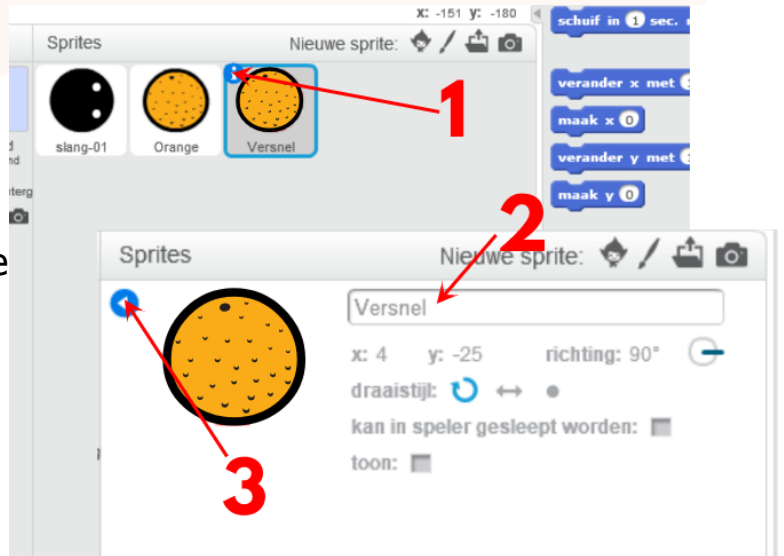 x: -151 y: -180
schuif in 1 sec.
Sprites
Nieuwe sprite:
1
verander x met
slang-01
Orange
Versnel
maak x 0
nd
verander y met
terg
maak y 0
2
e
Sprites
Nieuwe sprite:
Versnel
x: 4 y: -25 richting: 90°
draaistijl:
kan in speler gesleept worden:
toon:
3